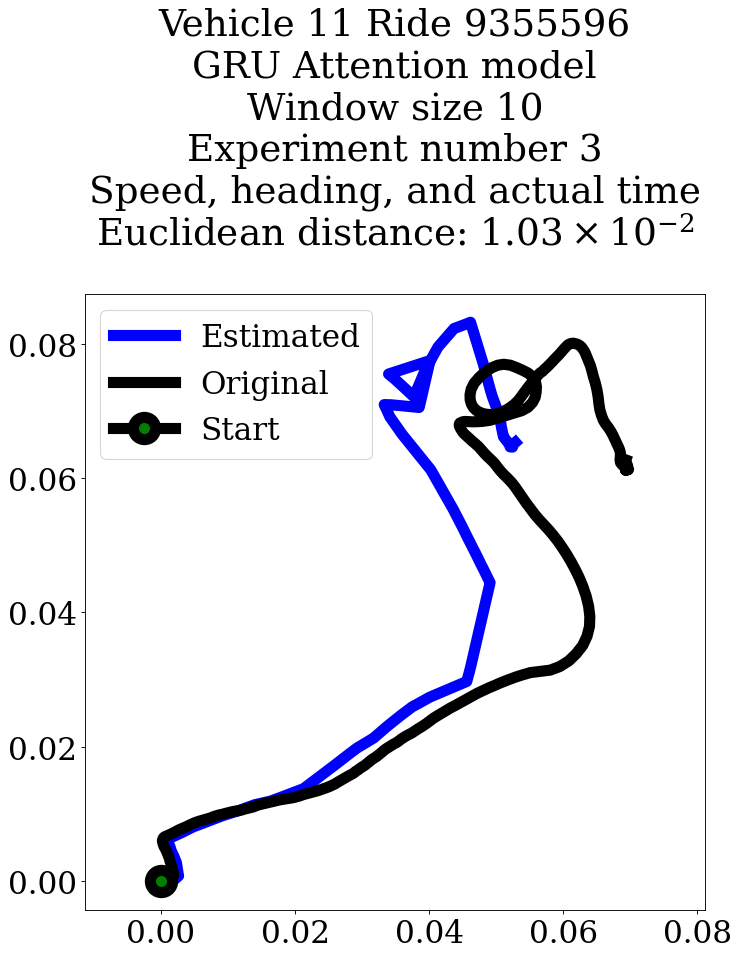 Vehicle 11 Ride 9355596
GRU Attention model
Window size 10
Experiment number 3
Speed, heading, and actual time
Euclidean distance: 1.03 × 10⁻²
Estimated
Original
Start
0.08
0.06
0.04
0.02
0.00
0.00 0.02 0.04 0.06 0.08